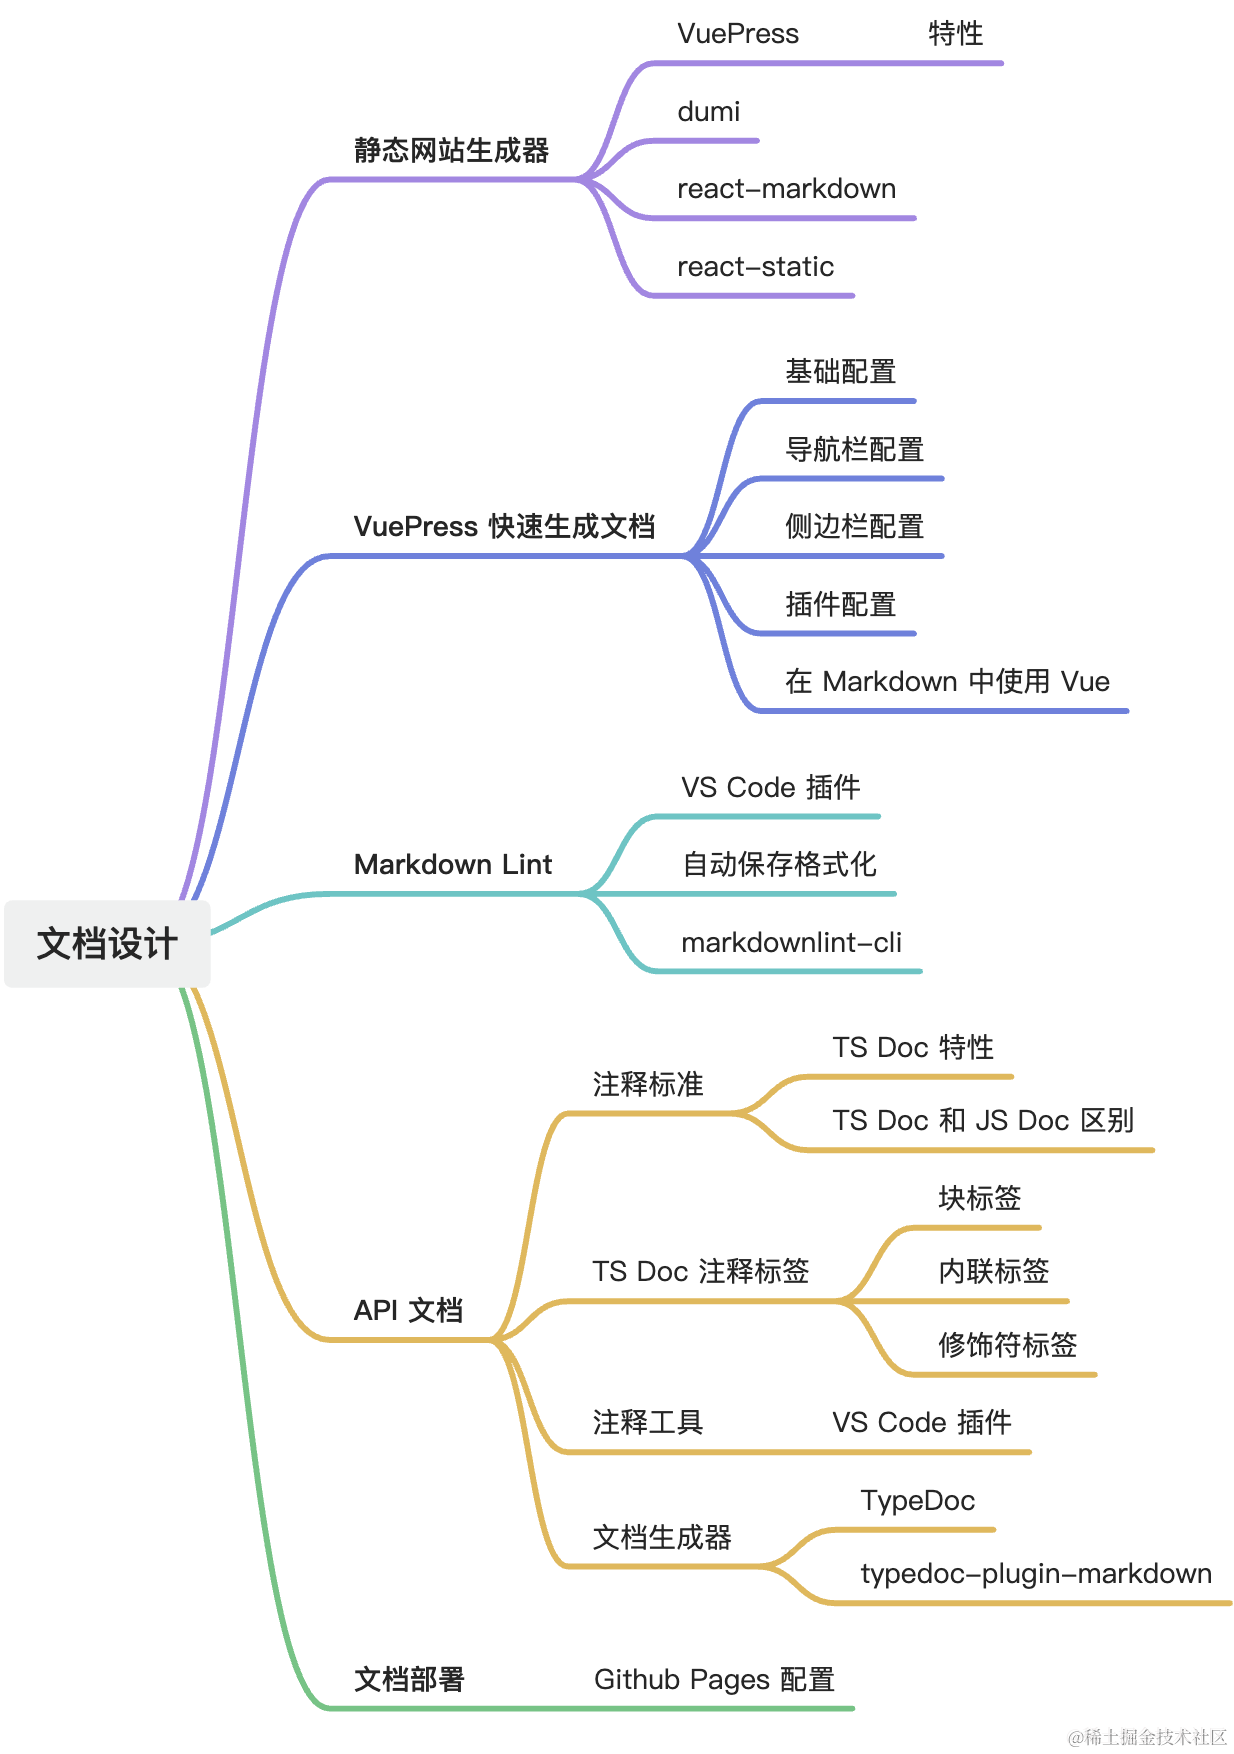 VuePress 特性
dumi
静态网站生成器
react-markdown
react-static
基础配置
导航栏配置
VuePress 快速生成文档
侧边栏配置
插件配置
在 Markdown 中使用 Vue
VS Code 插件
Markdown Lint
自动保存格式化
markdownlint-cli
文档设计
TS Doc 特性
注释标准
TS Doc 和 JS Doc 区别
块标签
TS Doc 注释标签
内联标签
API 文档
修饰符标签
注释工具
VS Code 插件
TypeDoc
文档生成器
typedoc-plugin-markdown
文档部署
Github Pages 配置
@稀土掘金技术社区